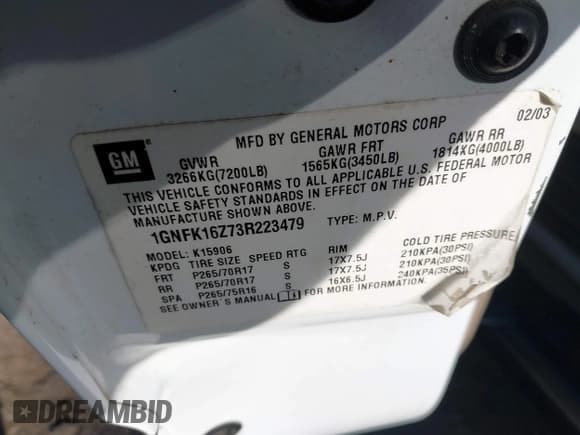 02/03
MFD BY GENERAL MOTORS CORP
GM
GVWR GAWR FRT GAWR RR
3266KG(7200LB) 1565KG(3450LB) 1814KG(4000LB)
THIS VEHICLE CONFORMS TO ALL APPLICABLE U.S. FEDERAL MOTOR
VEHICLE SAFETY STANDARDS IN EFFECT ON THE DATE OF
MANUFACTURE SHOWN ABOVE.
1GNFK16Z73R223479 TYPE: M.P.V.
MODEL: K15906
KPDG TIRE SIZE SPEED RTG RIM COLD TIRE PRESSURE
FRT P265/70R17 S 17X7.5J 210KPA(30PSI)
RR P265/70R17 S 17X7.5J 210KPA(30PSI)
SPA P265/75R16 S 16X6.5J 240KPA(35PSI)
SEE OWNER'S MANUAL FOR MORE INFORMATION.
DREAMBID